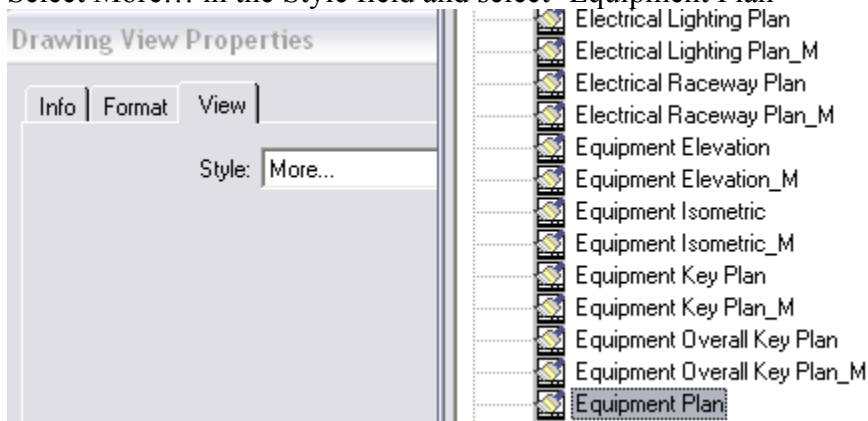 Select More... in the Style field and select "Equipment Plan"
Drawing View Properties
Info Format View
Style: More...
Electrical Lighting Plan
Electrical Lighting Plan_M
Electrical Raceway Plan
Electrical Raceway Plan_M
Equipment Elevation
Equipment Elevation_M
Equipment Isometric
Equipment Isometric_M
Equipment Key Plan
Equipment Key Plan_M
Equipment Overall Key Plan
Equipment Overall Key Plan_M
Equipment Plan